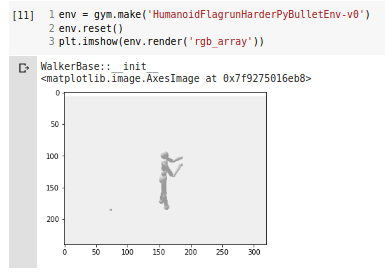 [11] 1 env = gym.make('HumanoidFlagrunHarderPyBulletEnv-v0')
2 env.reset()
3 plt.imshow(env.render('rgb_array'))
WalkerBase::__init__
<matplotlib.image.AxesImage at 0x7f9275016eb8>
0
50
100
150
200
0 50 100 150 200 250 300